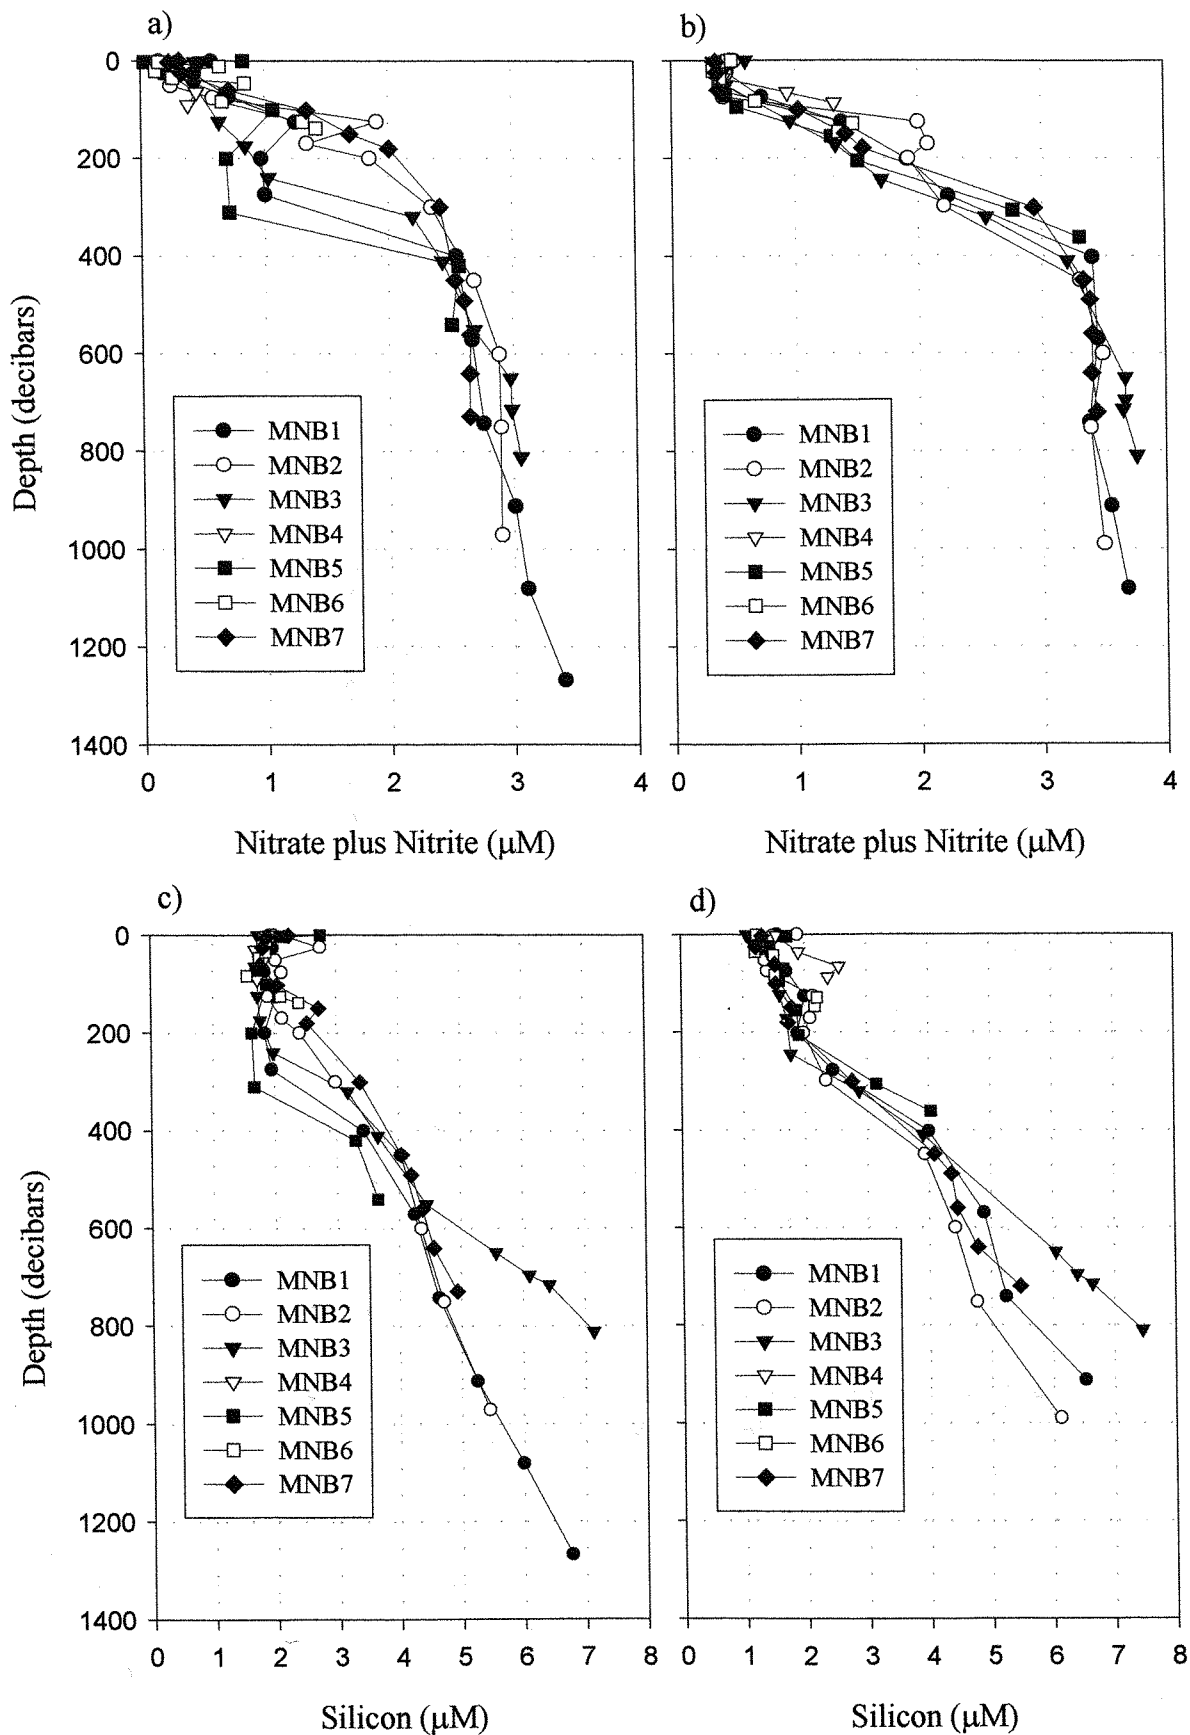 a)
b)
0
200
400
600
800
1000
1200
1400
Depth (decibars)
MNB1
MNB2
MNB3
MNB4
MNB5
MNB6
MNB7
MNB1
MNB2
MNB3
MNB4
MNB5
MNB6
MNB7
0 1 2 3 4
0 1 2 3 4
Nitrate plus Nitrite (μM)
Nitrate plus Nitrite (μM)
c)
d)
0
200
400
600
800
1000
1200
1400
Depth (decibars)
MNB1
MNB2
MNB3
MNB4
MNB5
MNB6
MNB7
MNB1
MNB2
MNB3
MNB4
MNB5
MNB6
MNB7
0 1 2 3 4 5 6 7 8
0 1 2 3 4 5 6 7 8
Silicon (μM)
Silicon (μM)